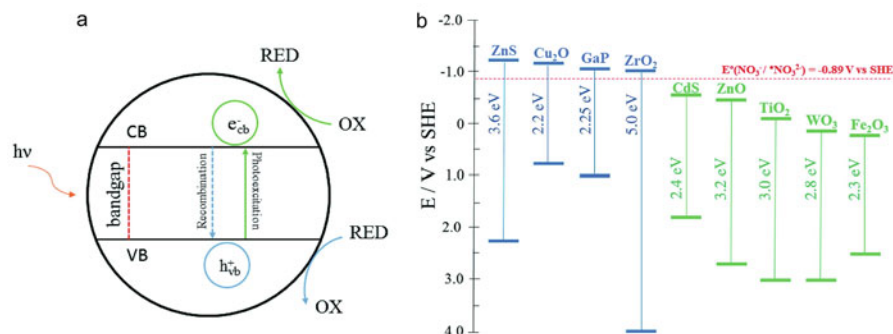 a
RED
CB
e⁻cb
OX
hν
bandgap
Recombination
Photoexcitation
RED
VB
h⁺vb
OX
b
E / V vs SHE
-2.0
-1.0
0
1.0
2.0
3.0
4.0
ZnS
Cu₂O
GaP
ZrO₂
E°(NO₃⁻/•NO₃²⁻) = -0.89 V vs SHE
CdS
ZnO
TiO₂
WO₃
Fe₂O₃
3.6 eV
2.2 eV
2.25 eV
5.0 eV
2.4 eV
3.2 eV
3.0 eV
2.8 eV
2.3 eV